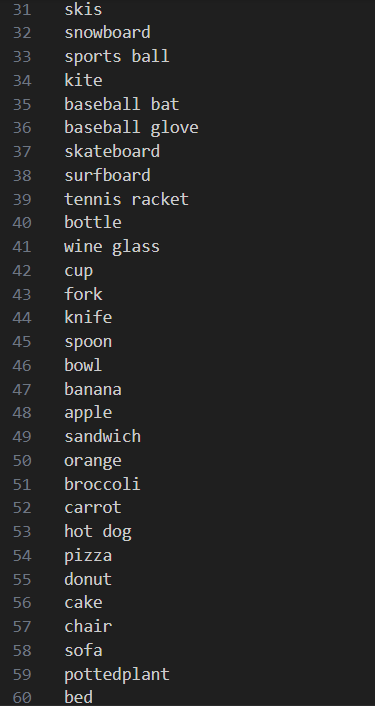 31 skis
32 snowboard
33 sports ball
34 kite
35 baseball bat
36 baseball glove
37 skateboard
38 surfboard
39 tennis racket
40 bottle
41 wine glass
42 cup
43 fork
44 knife
45 spoon
46 bowl
47 banana
48 apple
49 sandwich
50 orange
51 broccoli
52 carrot
53 hot dog
54 pizza
55 donut
56 cake
57 chair
58 sofa
59 pottedplant
60 bed